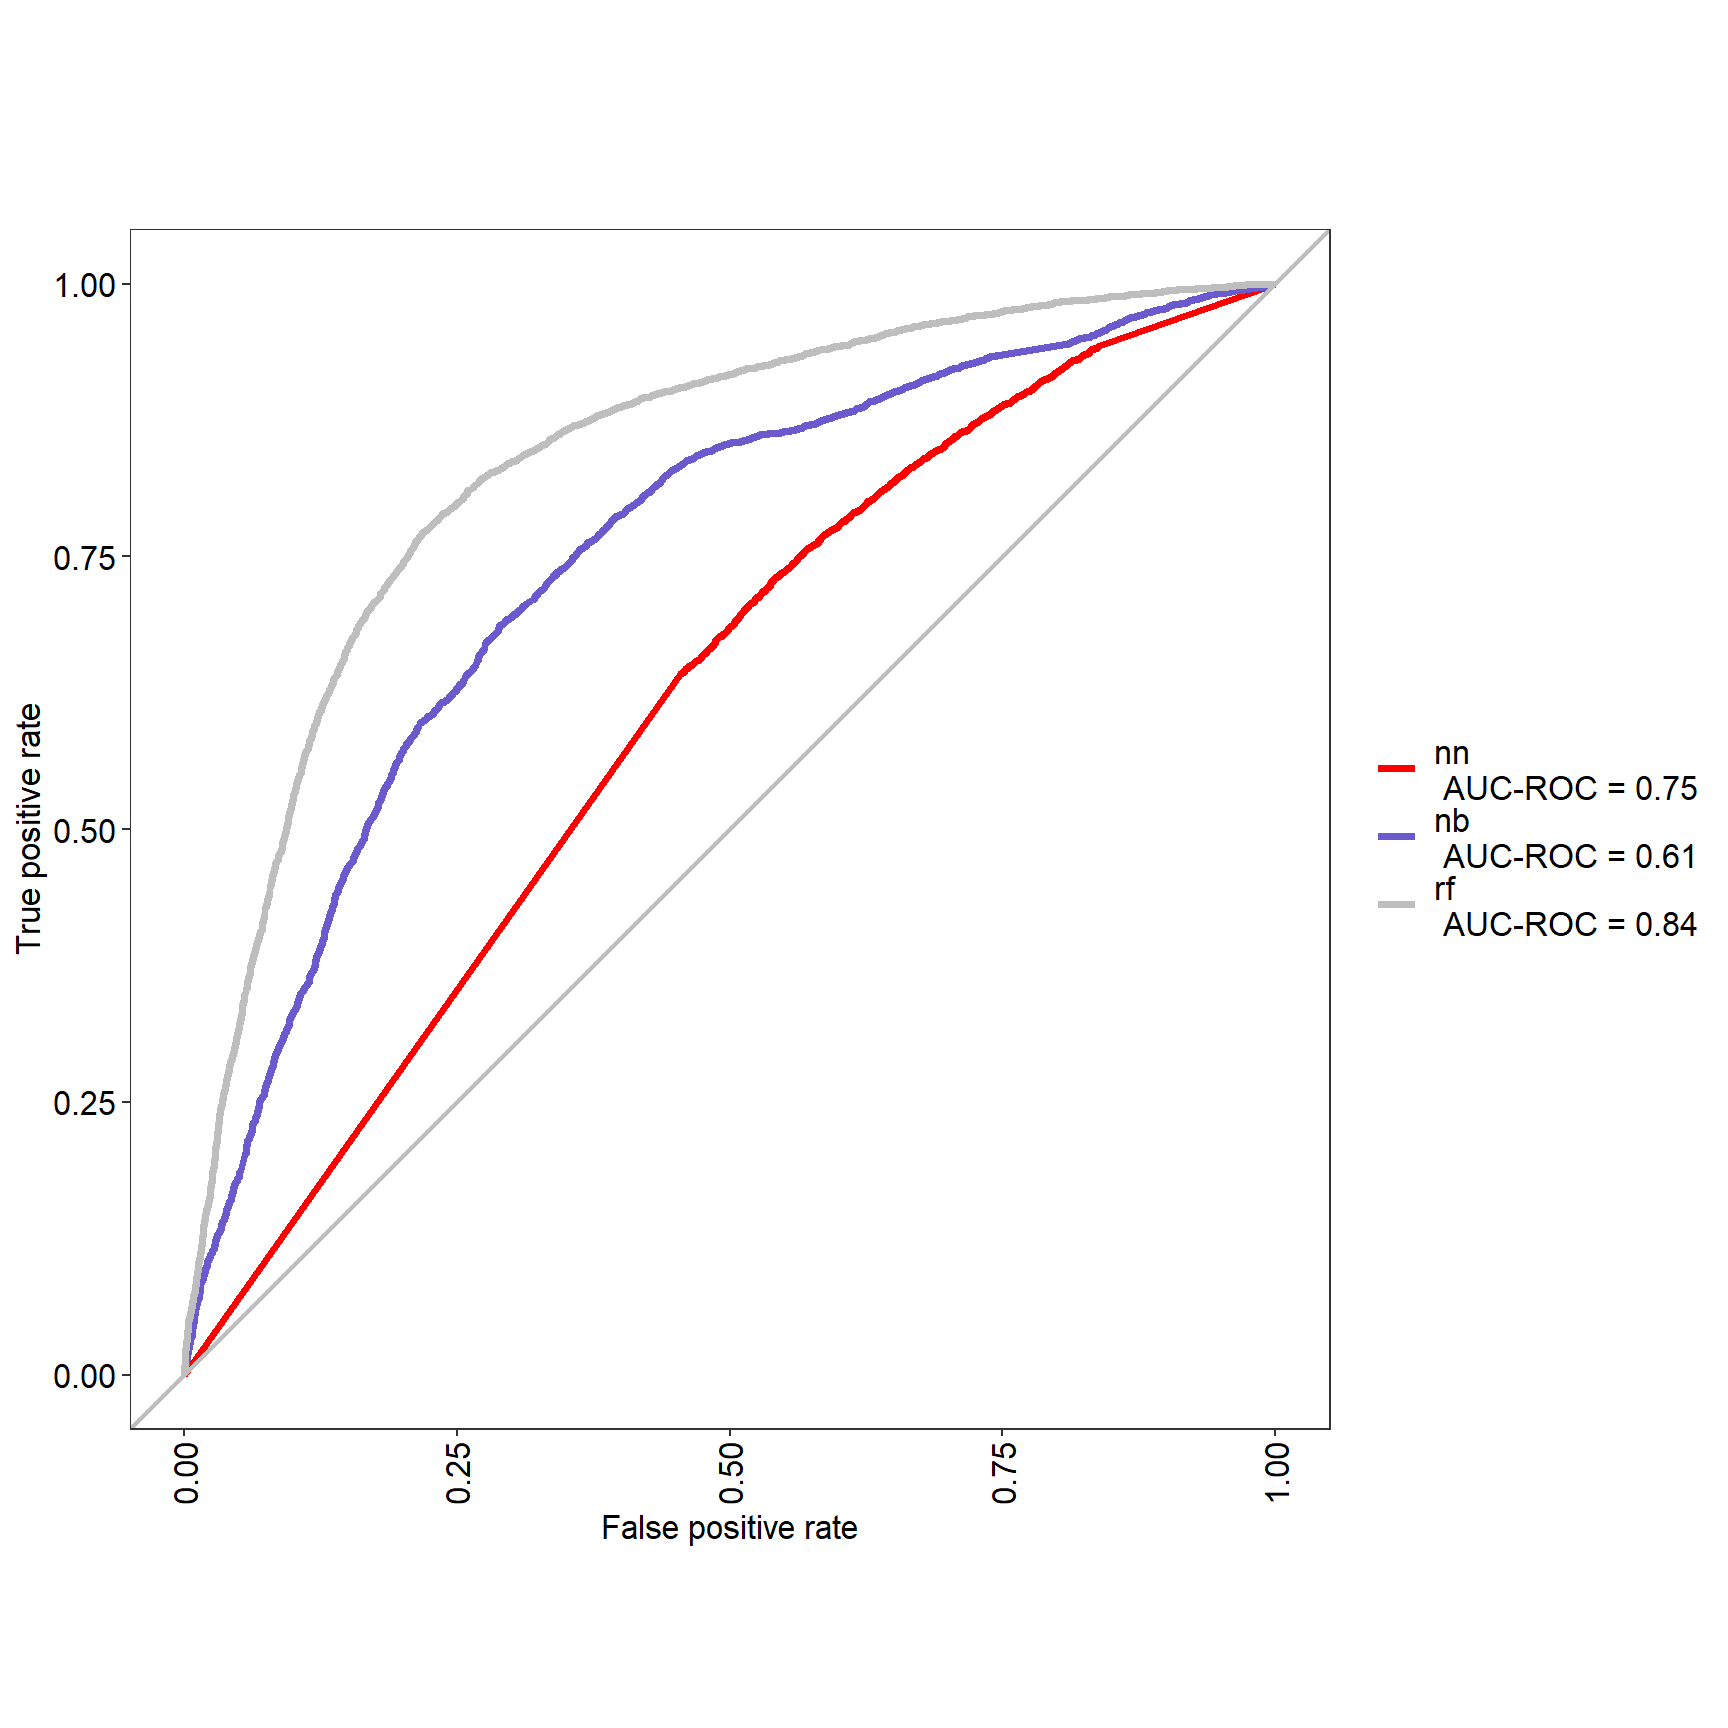 1.00
0.75
0.50
0.25
0.00
True positive rate
0.00
0.25
0.50
0.75
1.00
False positive rate
nn
AUC-ROC = 0.75
nb
AUC-ROC = 0.61
rf
AUC-ROC = 0.84